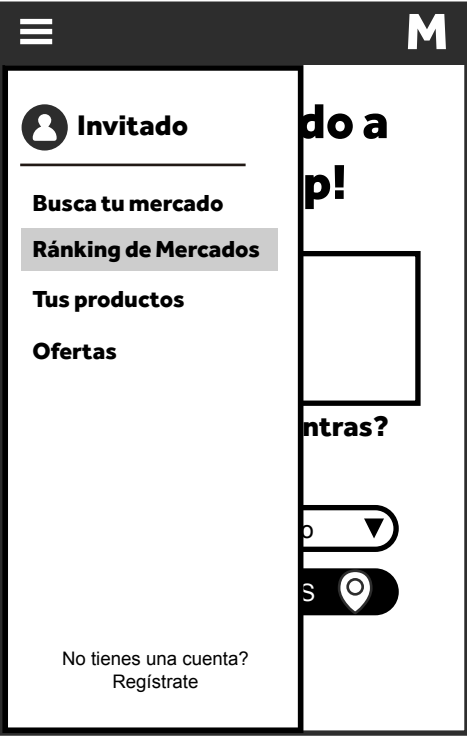 M
Invitado
do a
p!
Busca tu mercado
Ránking de Mercados
Tus productos
Ofertas
ntras?
o
S
No tienes una cuenta?
Regístrate